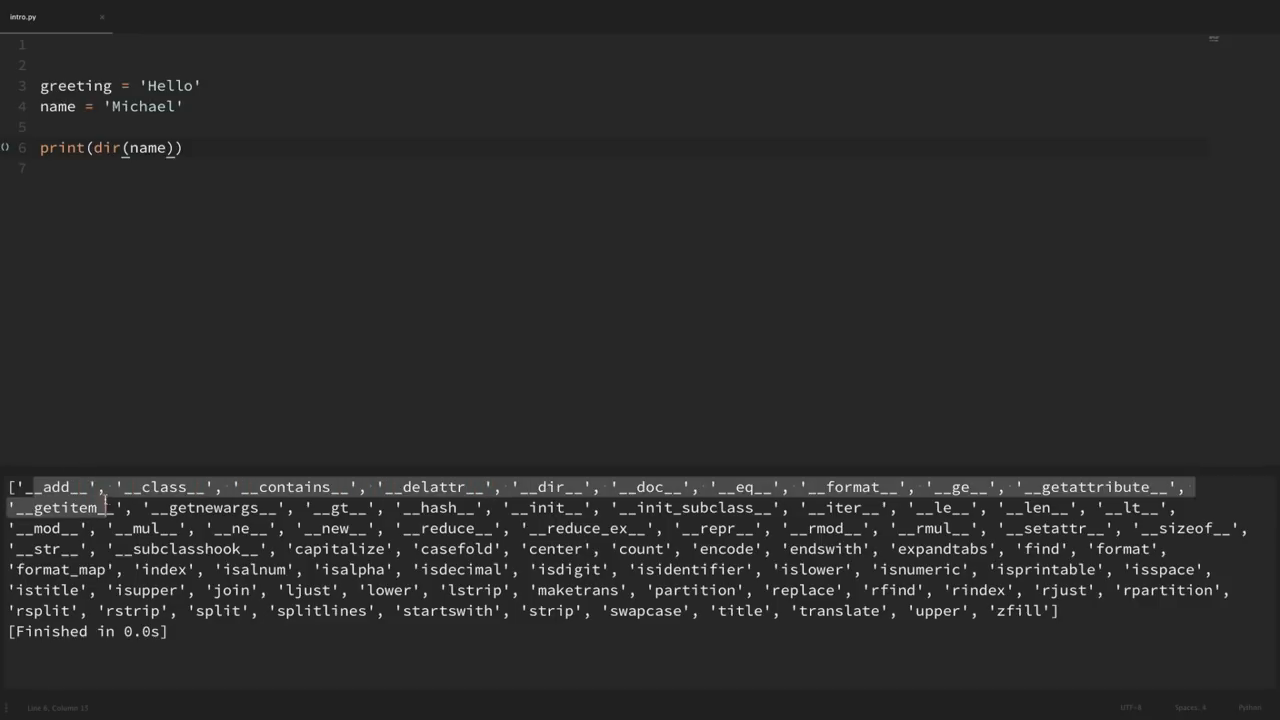 intro.py ×
1
2
3 greeting = 'Hello'
4 name = 'Michael'
5
() 6 print(dir(name))
7
['__add__', '__class__', '__contains__', '__delattr__', '__dir__', '__doc__', '__eq__', '__format__', '__ge__', '__getattribute__',
'__getitem__', '__getnewargs__', '__gt__', '__hash__', '__init__', '__init_subclass__', '__iter__', '__le__', '__len__', '__lt__',
'__mod__', '__mul__', '__ne__', '__new__', '__reduce__', '__reduce_ex__', '__repr__', '__rmod__', '__rmul__', '__setattr__', '__sizeof__',
'__str__', '__subclasshook__', 'capitalize', 'casefold', 'center', 'count', 'encode', 'endswith', 'expandtabs', 'find', 'format',
'format_map', 'index', 'isalnum', 'isalpha', 'isdecimal', 'isdigit', 'isidentifier', 'islower', 'isnumeric', 'isprintable', 'isspace',
'istitle', 'isupper', 'join', 'ljust', 'lower', 'lstrip', 'maketrans', 'partition', 'replace', 'rfind', 'rindex', 'rjust', 'rpartition',
'rsplit', 'rstrip', 'split', 'splitlines', 'startswith', 'strip', 'swapcase', 'title', 'translate', 'upper', 'zfill']
[Finished in 0.0s]
Line 6, Column 15 UTF-8 Spaces: 4 Python